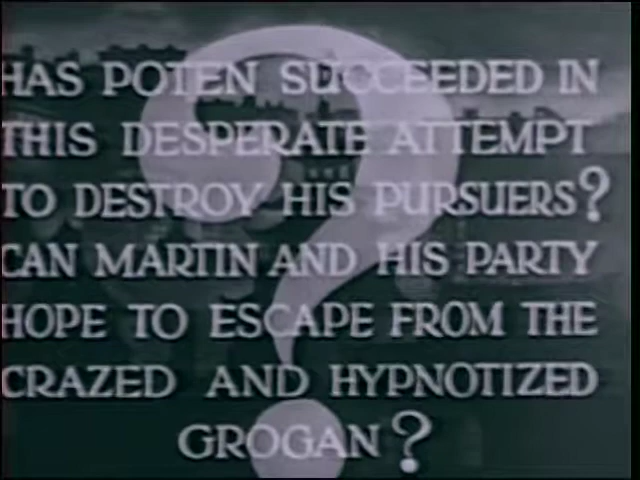 HAS POTEN SUCCEEDED IN
THIS DESPERATE ATTEMPT
TO DESTROY HIS PURSUERS?
CAN MARTIN AND HIS PARTY
HOPE TO ESCAPE FROM THE
CRAZED AND HYPNOTIZED
GROGAN?